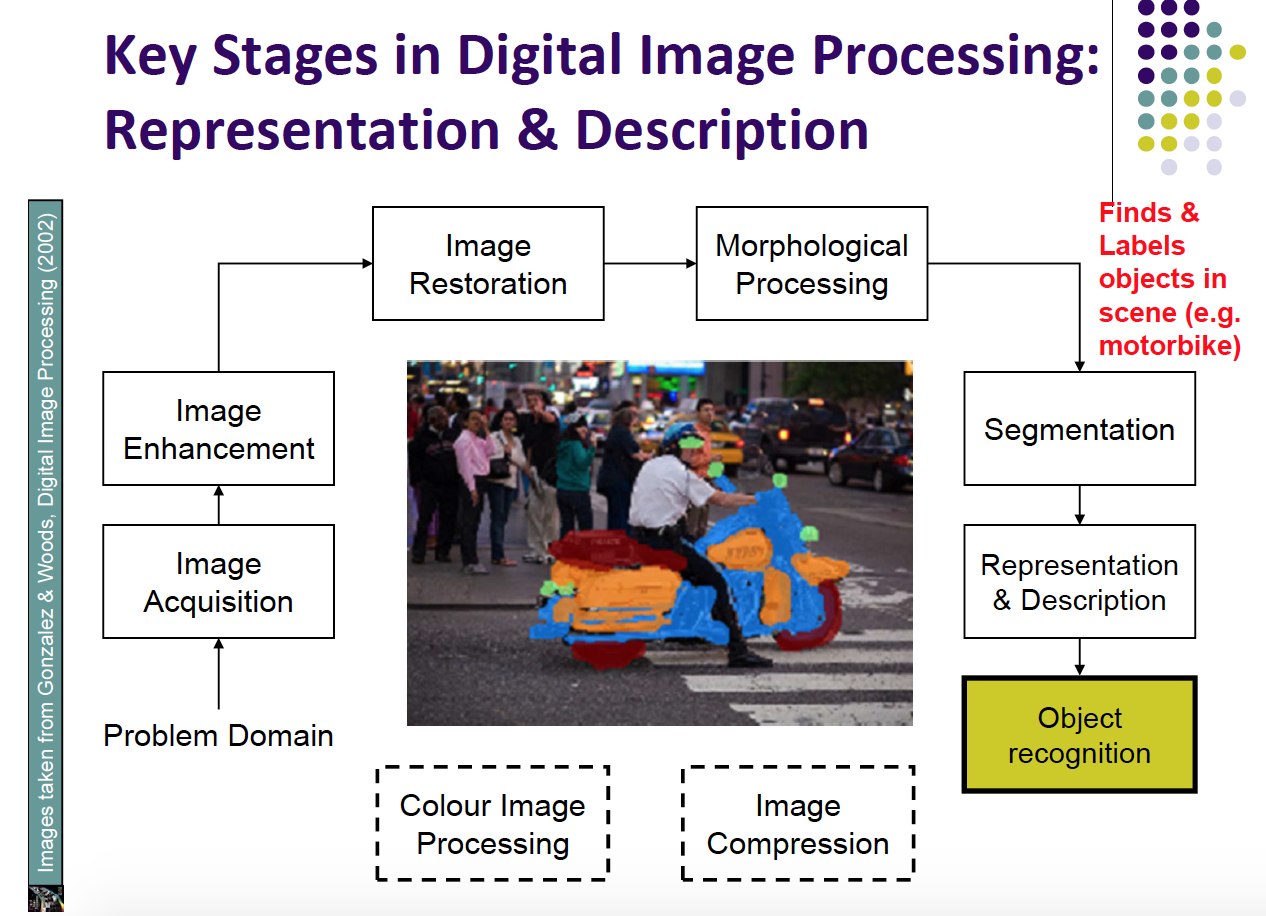 Key Stages in Digital Image Processing:
Representation & Description
Images taken from Gonzalez & Woods, Digital Image Processing (2002)
Image
Restoration
Morphological
Processing
Finds &
Labels
objects in
scene (e.g.
motorbike)
Image
Enhancement
Segmentation
Image
Acquisition
Representation
& Description
Problem Domain
Object
recognition
Colour Image
Processing
Image
Compression